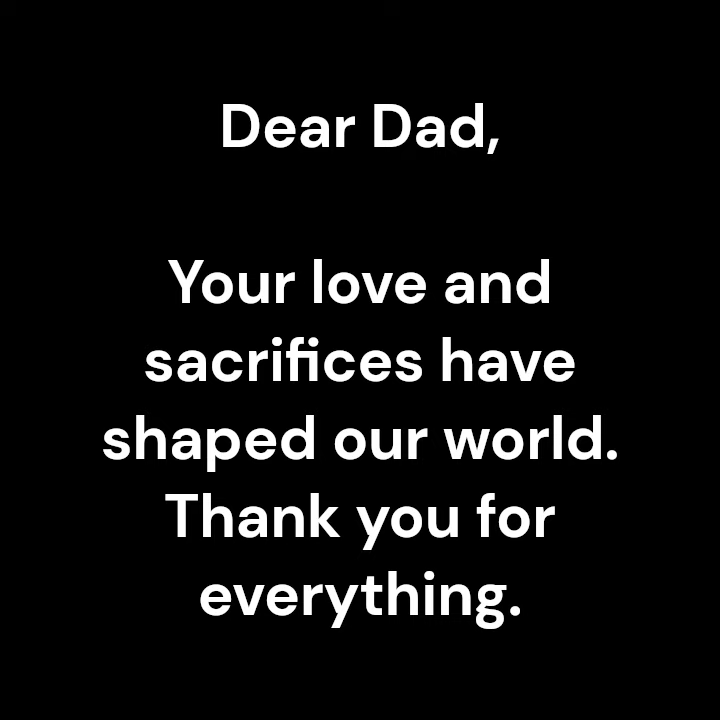 Dear Dad,
Your love and
sacrifices have
shaped our world.
Thank you for
everything.